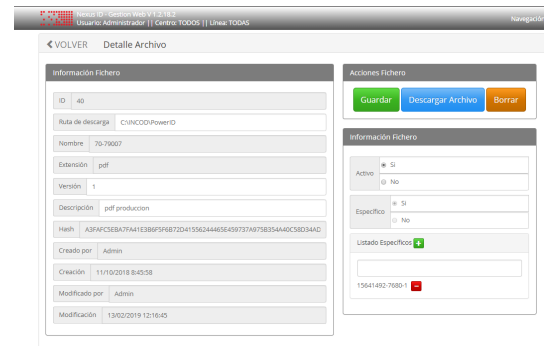 Nexus ID - Gestion Web V 1.2.18.2
Usuario: Administrador || Centro: TODOS || Linea: TODAS
Navegación
VOLVER Detalle Archivo
Información Fichero
ID 40
Ruta de descarga C:\INCOD\PowerID
Nombre 70-79007
Extensión pdf
Versión 1
Descripción pdf produccion
Hash
Creado por Admin
Creación 11/10/2018 8:45:58
Modificado por Admin
Modificación 13/02/2019 12:16:45
Acciones Fichero
Guardar Descargar Archivo Borrar
Información Fichero
Activo
Si
No
Específico
Si
No
Listado Específicos
15641492-7680-1